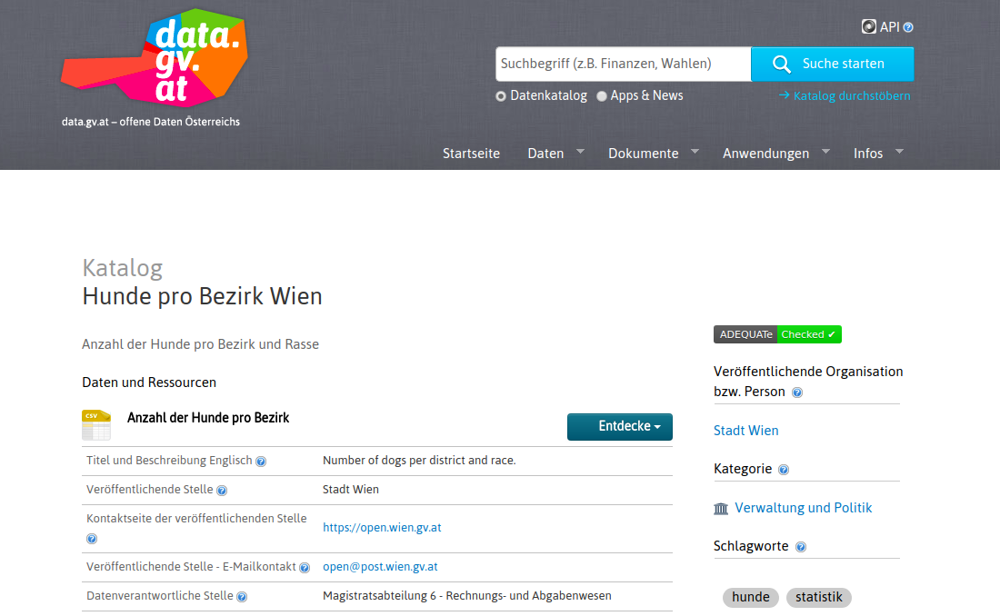 data.
gv.
at
data.gv.at – offene Daten Österreichs
API
Suchbegriff (z.B. Finanzen, Wahlen)
Suche starten
Datenkatalog Apps & News
Katalog durchstöbern
Startseite Daten Dokumente Anwendungen Infos
Katalog
Hunde pro Bezirk Wien
Anzahl der Hunde pro Bezirk und Rasse
Daten und Ressourcen
CSV
Anzahl der Hunde pro Bezirk
Entdecke
Titel und Beschreibung Englisch Number of dogs per district and race.
Veröffentlichende Stelle Stadt Wien
Kontaktseite der veröffentlichenden Stelle https://open.wien.gv.at
Veröffentlichende Stelle - E-Mailkontakt open@post.wien.gv.at
Datenverantwortliche Stelle Magistratsabteilung 6 - Rechnungs- und Abgabenwesen
ADEQUATe Checked ✔
Veröffentlichende Organisation
bzw. Person
Stadt Wien
Kategorie
Verwaltung und Politik
Schlagworte
hunde statistik